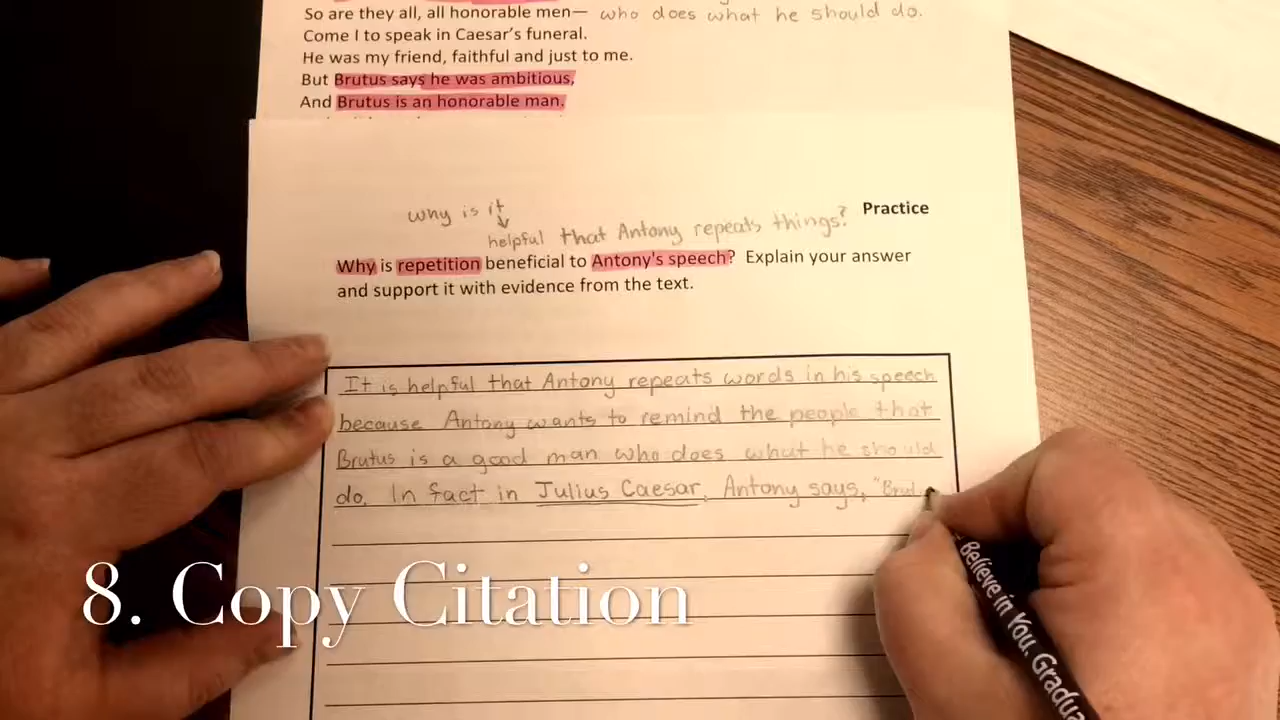 So are they all, all honorable men— who does what he should do.
Come I to speak in Caesar's funeral.
He was my friend, faithful and just to me.
But Brutus says he was ambitious,
And Brutus is an honorable man.
why is it
helpful that Antony repeats things?
Practice
Why is repetition beneficial to Antony's speech? Explain your answer
and support it with evidence from the text.
It is helpful that Antony repeats words in his speech
because Antony wants to remind the people that
Brutus is a good man who does what he should
do. In fact in Julius Caesar, Antony says, "Brut
8. Copy Citation
Believe in You. Gradua